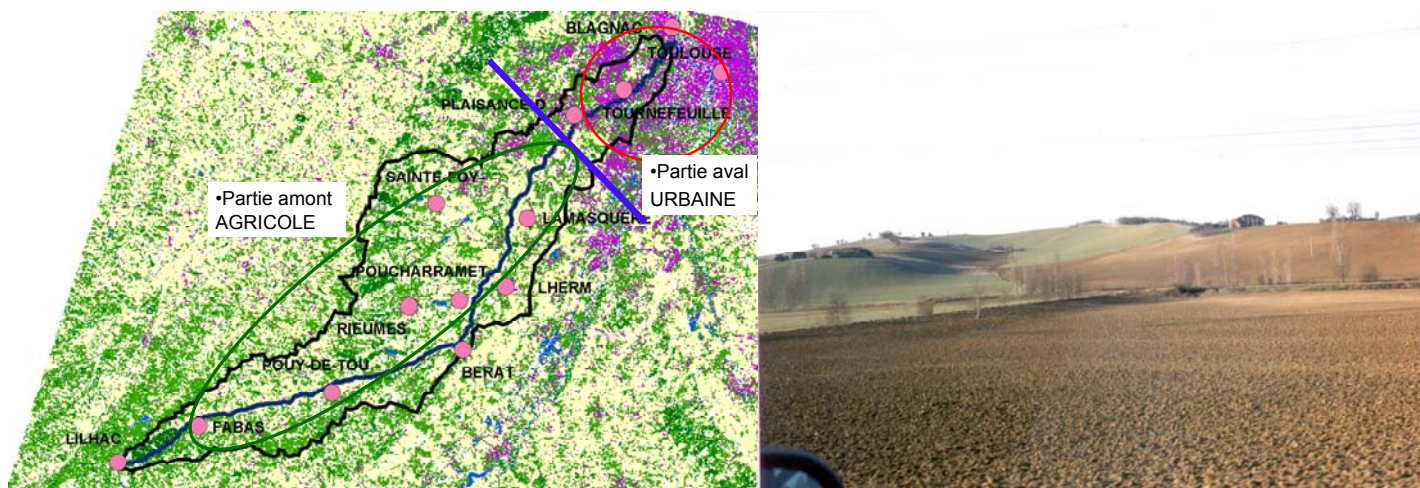 BLAGNAC
TOULOUSE
PLAISANCE-D
TOURNEFEUILLE
•Partie aval
URBAINE
•Partie amont
AGRICOLE
SAINTE-FOY
LAMASQUERE
POUCHARRAMET
LHERM
RIEUMES
POUY-DE-TOU
BERAT
FABAS
LILHAC